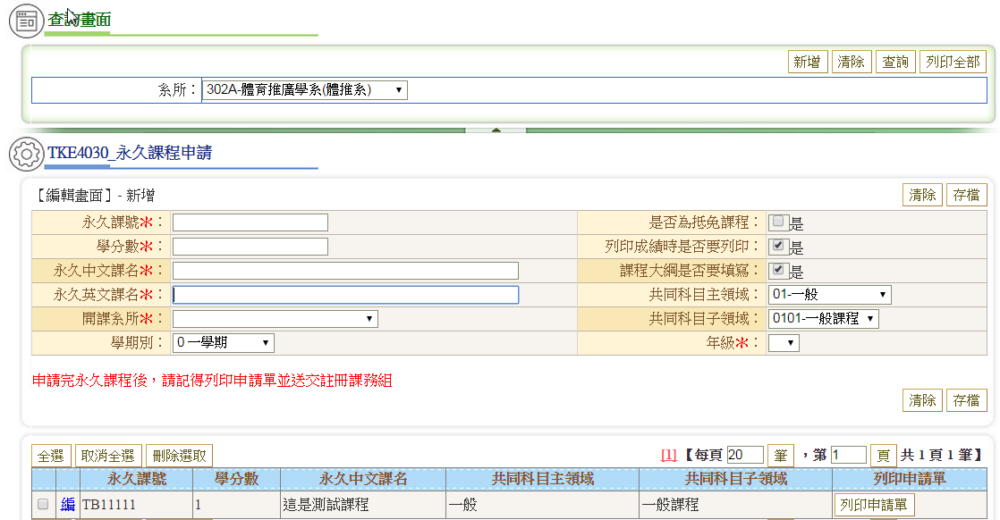 查詢畫面
新增 清除 查詢 列印全部
系所： 302A-體育推廣學系(體推系)
TKE4030_永久課程申請
【編輯畫面】- 新增 清除 存檔
永久課號＊： 是否為抵免課程： 是
學分數＊： 列印成績時是否要列印： 是
永久中文課名＊： 課程大綱是否要填寫： 是
永久英文課名＊： 共同科目主領域： 01-一般
開課系所＊： 共同科目子領域： 0101-一般課程
學期別： 0 一學期 年級＊：
申請完永久課程後，請記得列印申請單並送交註冊課務組
清除 存檔
全選 取消全選 刪除選取 [1] 【每頁 20 筆 ，第 1 頁 共 1 頁 1 筆】
永久課號 學分數 永久中文課名 共同科目主領域 共同科目子領域 列印申請單
編 TB11111 1 這是測試課程 一般 一般課程 列印申請單